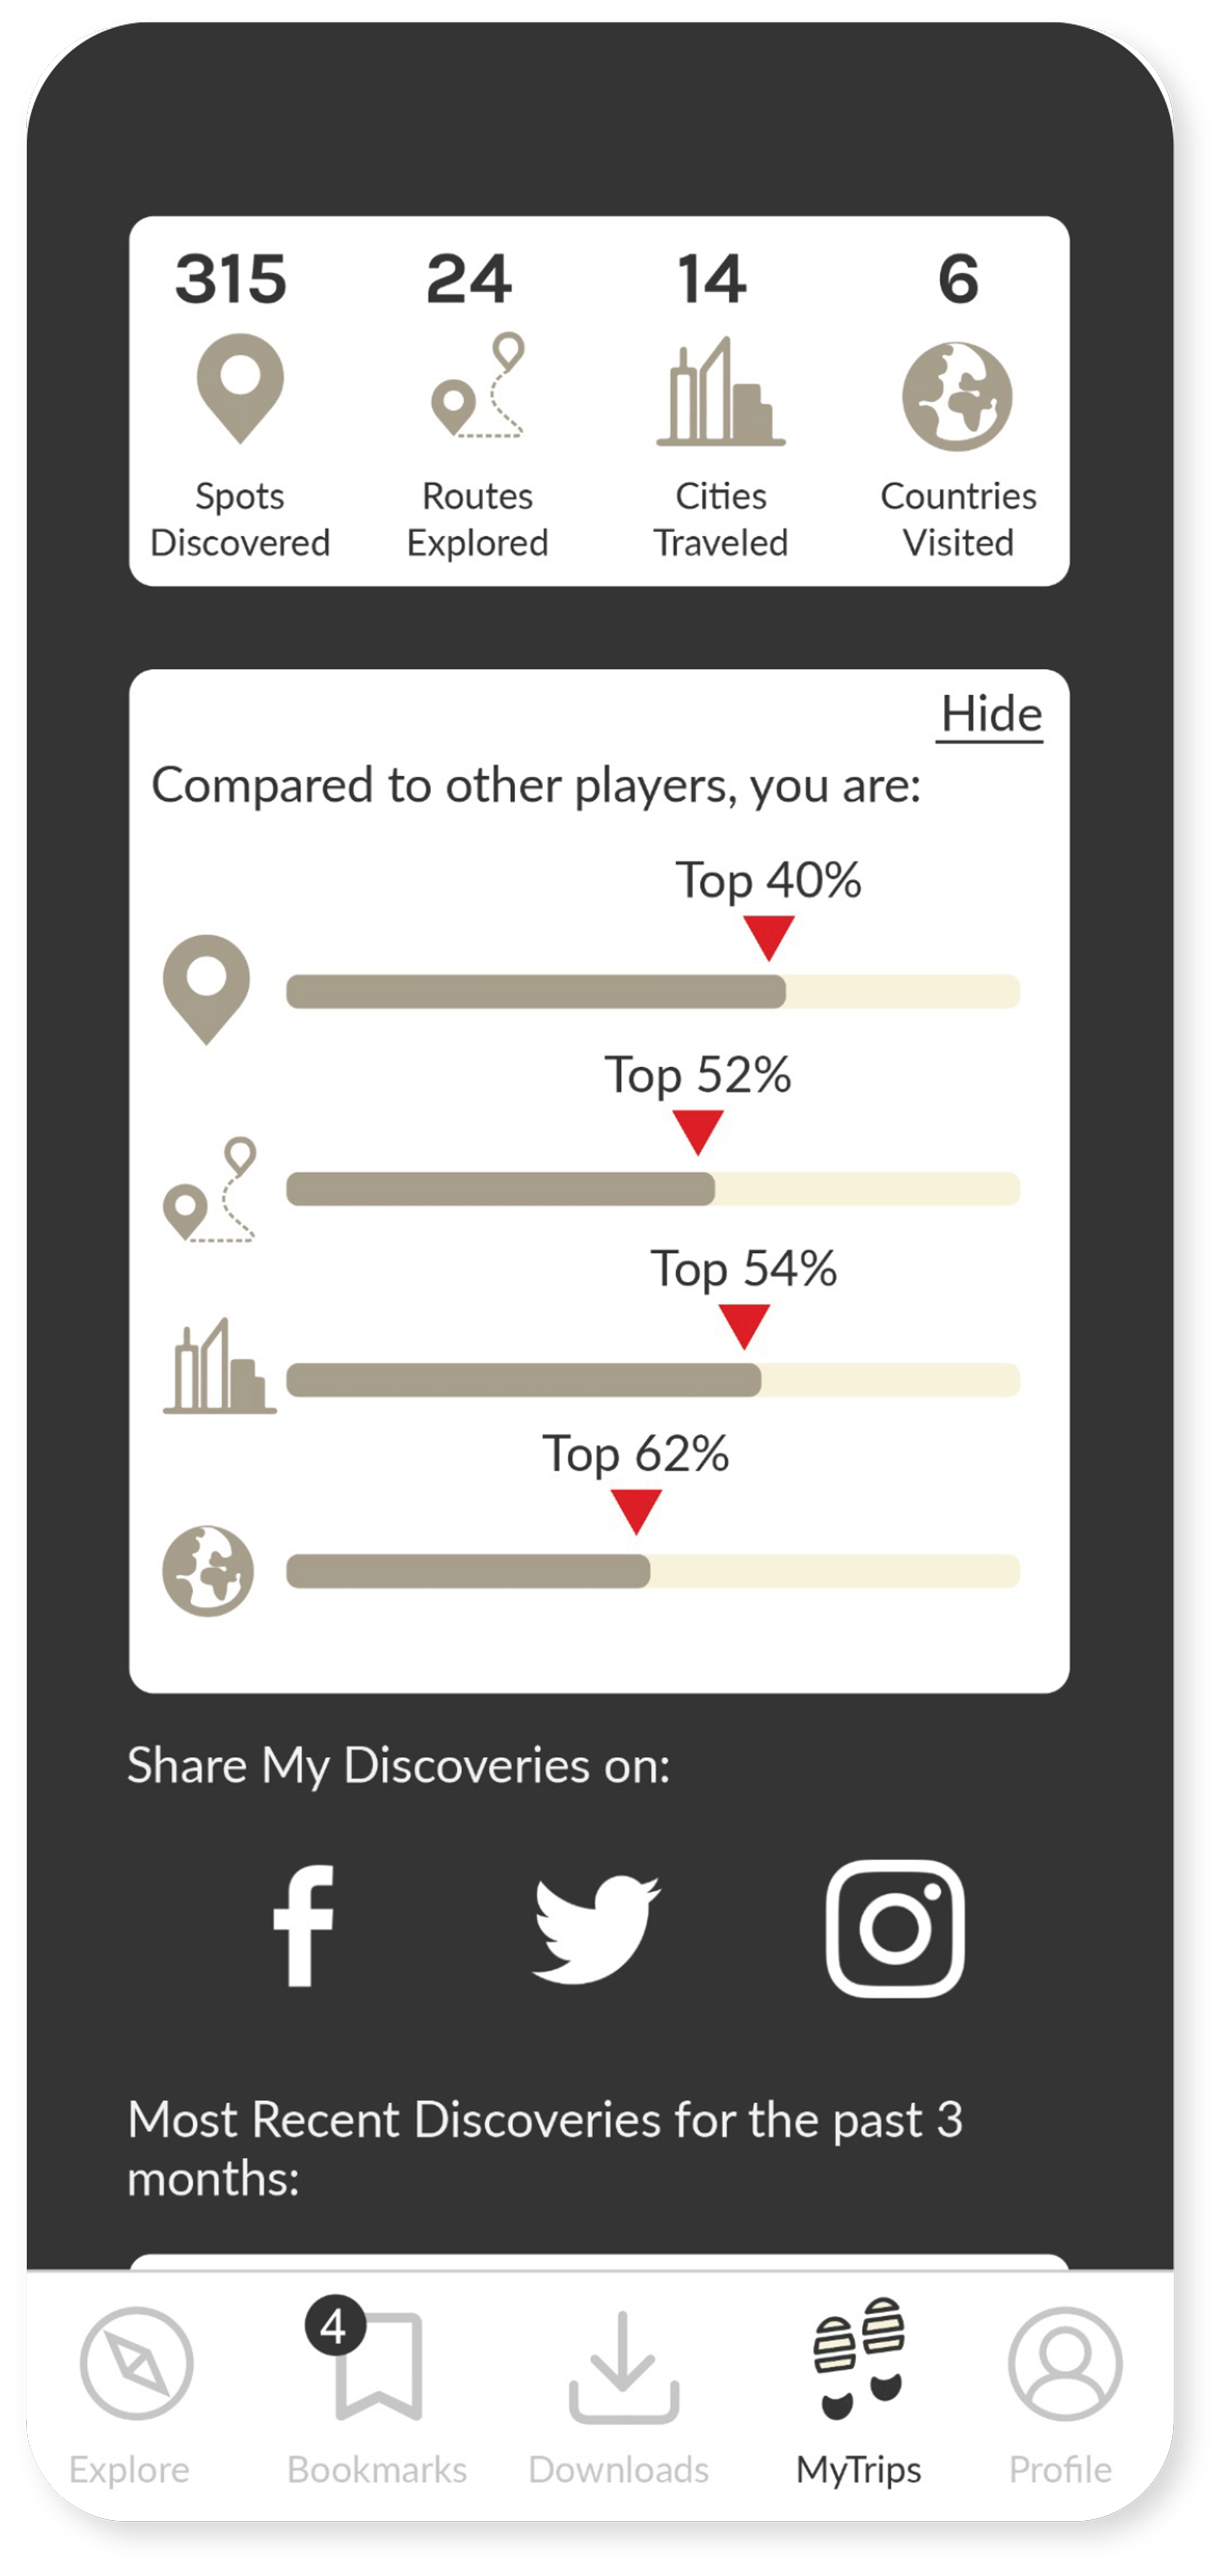 315 24 14 6
Spots Routes Cities Countries
Discovered Explored Traveled Visited
Hide
Compared to other players, you are:
Top 40%
Top 52%
Top 54%
Top 62%
Share My Discoveries on:
Most Recent Discoveries for the past 3
months:
4
Explore Bookmarks Downloads MyTrips Profile